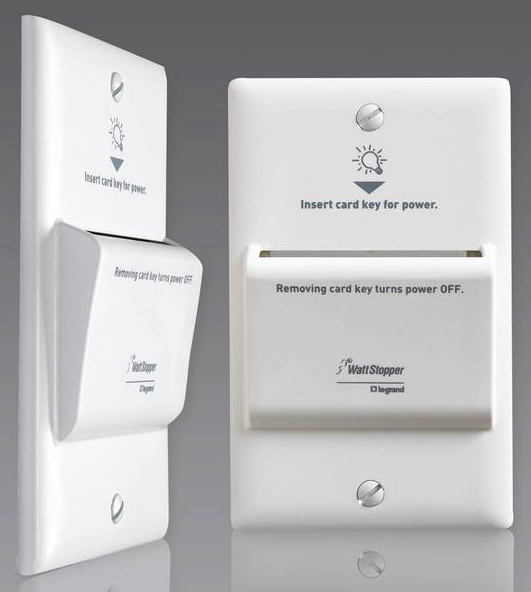 Insert card key for power.
Removing card key turns power OFF.
WattStopper
legrand
Insert card key for power.
Removing card key turns power OFF.
WattStopper
legrand